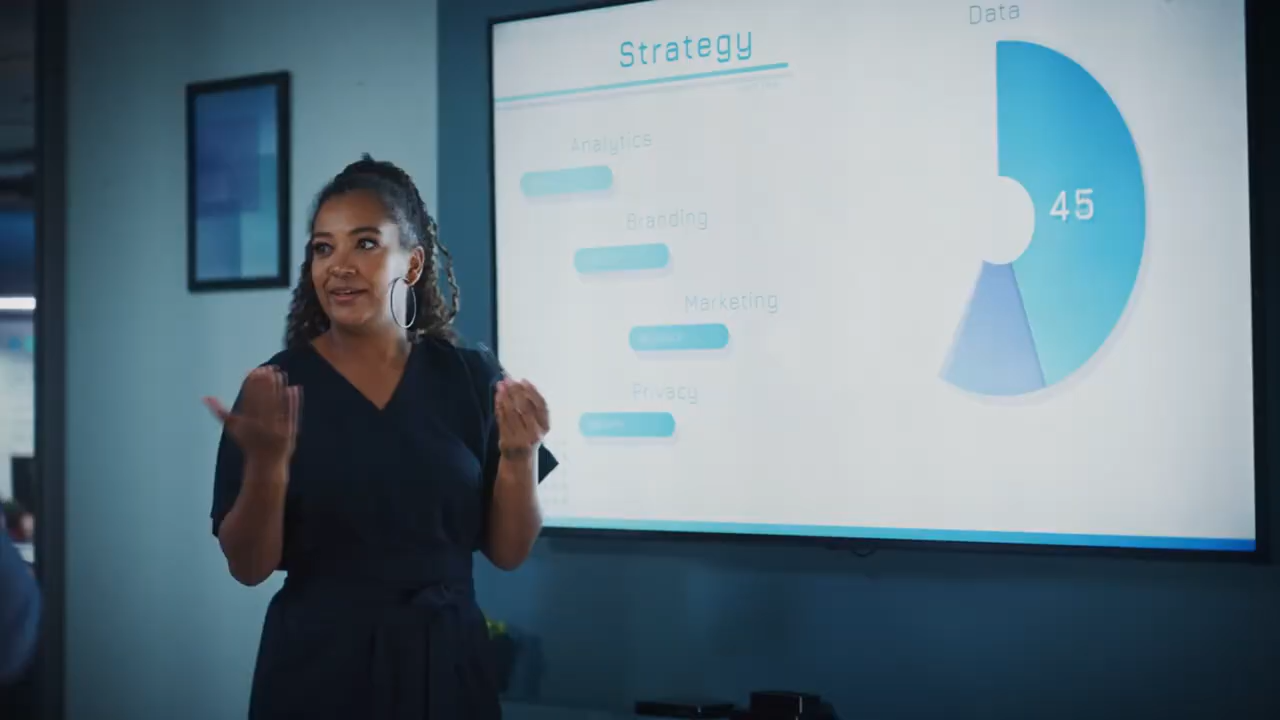 Strategy
Analytics
Branding
Marketing
Privacy
Data
45